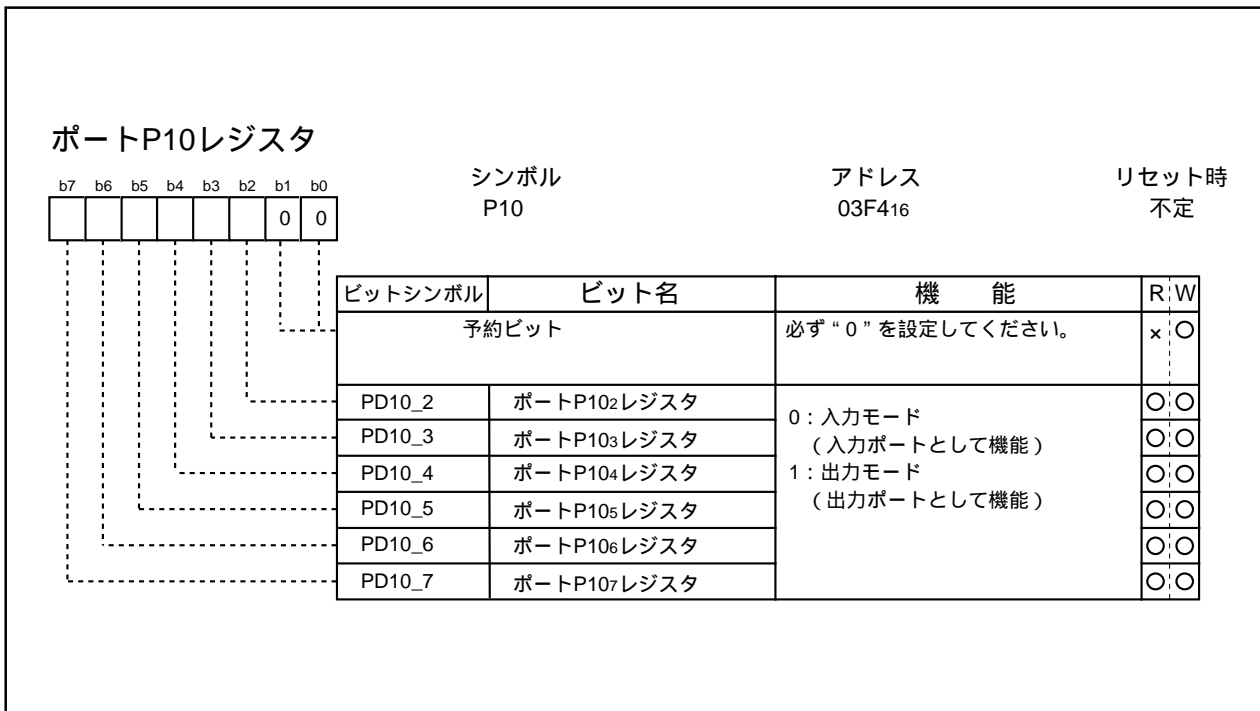 ポートP10レジスタ
b7 b6 b5 b4 b3 b2 b1 b0
0 0
シンボル アドレス リセット時
P10 03F416 不定
ビットシンボル ビット名 機 能 R W
予約ビット 必ず“0”を設定してください。 × ○
PD10_2 ポートP102レジスタ ○ ○
0:入力モード
PD10_3 ポートP103レジスタ (入力ポートとして機能) ○ ○
PD10_4 ポートP104レジスタ 1:出力モード ○ ○
PD10_5 ポートP105レジスタ (出力ポートとして機能) ○ ○
PD10_6 ポートP106レジスタ ○ ○
PD10_7 ポートP107レジスタ ○ ○